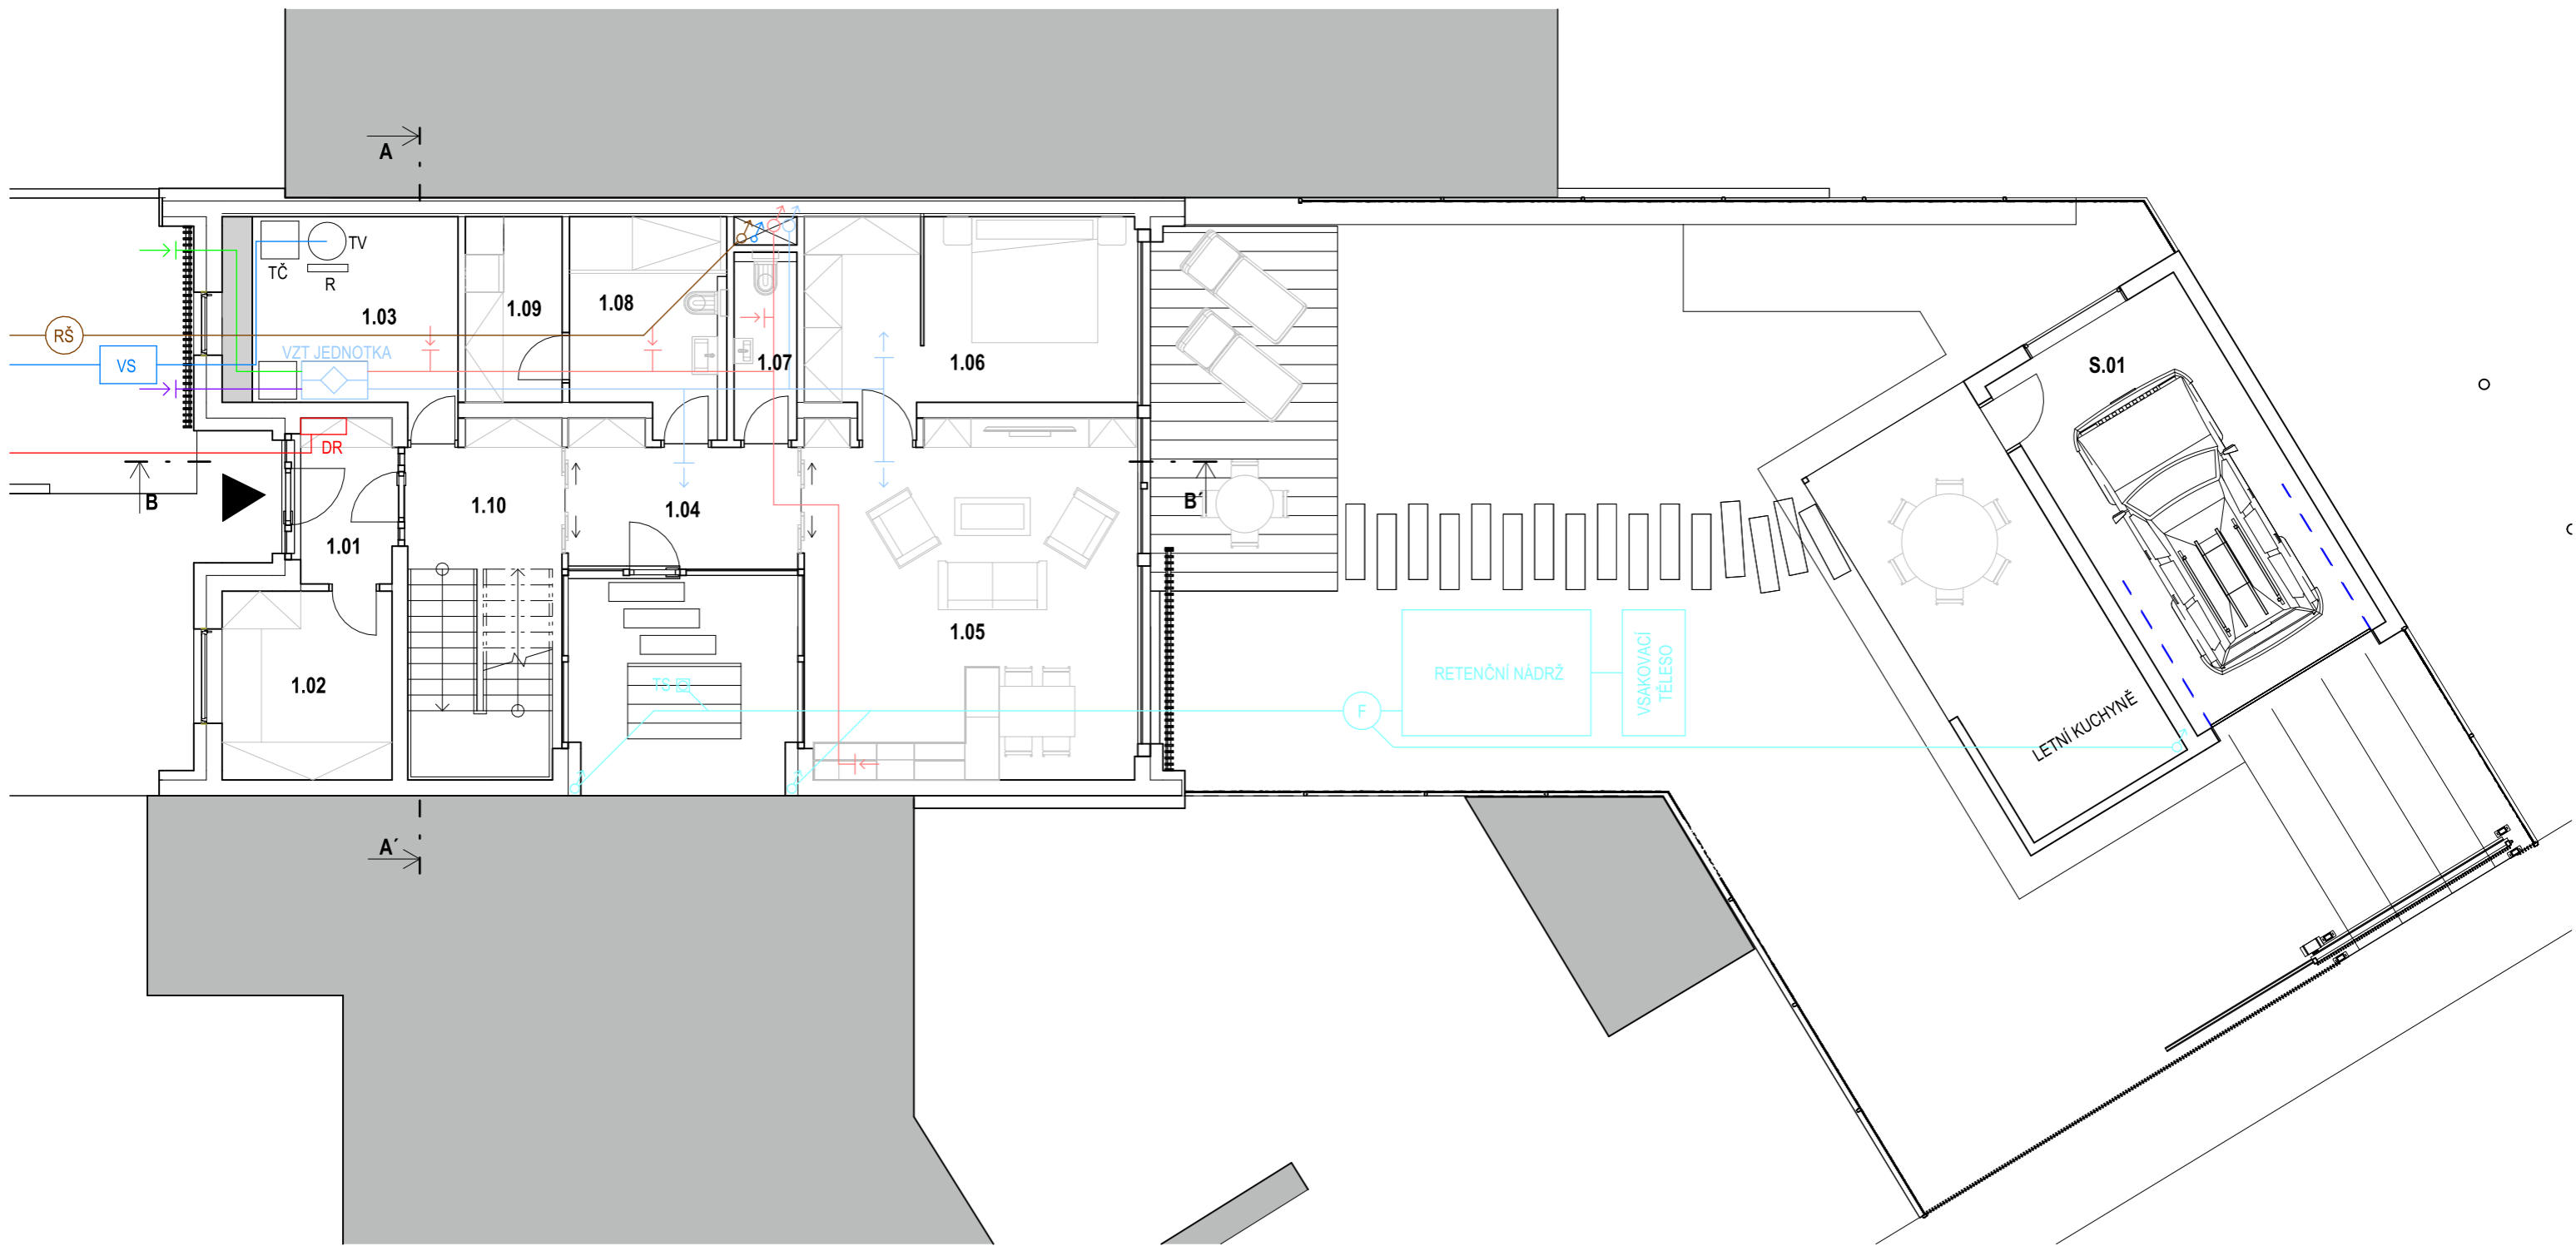 A
TV
TČ
R
1.03
1.09
1.08
RŠ
VZT JEDNOTKA
VS
1.07
1.06
S.01
DR
B
1.10
1.04
B´
1.01
1.05
1.02
TS
RETENČNÍ NÁDRŽ
VSAKOVACÍ
TĚLESO
F
LETNÍ KUCHYNĚ
A´